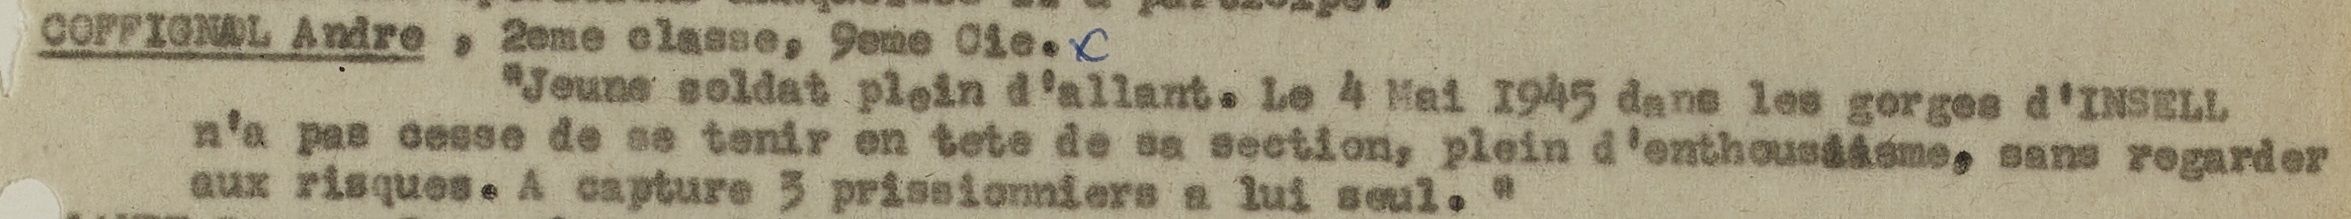 COFFIGNAL Andre , 2eme classe, 9eme Cie.
"Jeune soldat plein d'allant. Le 4 Mai 1945 dans les gorges d'INSELL
n'a pas cesse de se tenir en tete de sa section, plein d'enthousiasme, sans regarder
aux risques. A capture 3 prissionniers a lui seul. "